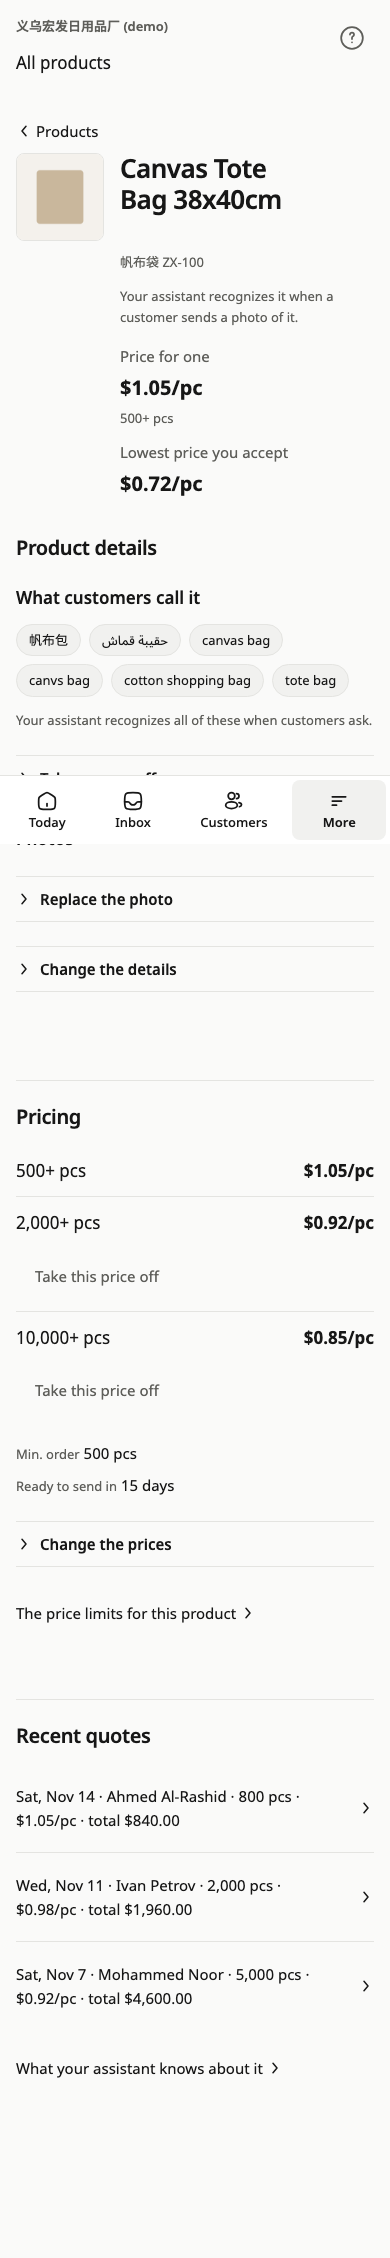 义乌宏发日用品厂 (demo)
All products
Products
Canvas Tote
Bag 38x40cm
帆布袋 ZX-100
Your assistant recognizes it when a
customer sends a photo of it.
Price for one
$1.05/pc
500+ pcs
Lowest price you accept
$0.72/pc
Product details
What customers call it
帆布包
حقيبة قماش
canvas bag
canvs bag
cotton shopping bag
tote bag
Your assistant recognizes all of these when customers ask.
Today
Inbox
Customers
More
Replace the photo
Change the details
Pricing
500+ pcs $1.05/pc
2,000+ pcs $0.92/pc
Take this price off
10,000+ pcs $0.85/pc
Take this price off
Min. order 500 pcs
Ready to send in 15 days
Change the prices
The price limits for this product
Recent quotes
Sat, Nov 14 · Ahmed Al-Rashid · 800 pcs ·
$1.05/pc · total $840.00
Wed, Nov 11 · Ivan Petrov · 2,000 pcs ·
$0.98/pc · total $1,960.00
Sat, Nov 7 · Mohammed Noor · 5,000 pcs ·
$0.92/pc · total $4,600.00
What your assistant knows about it